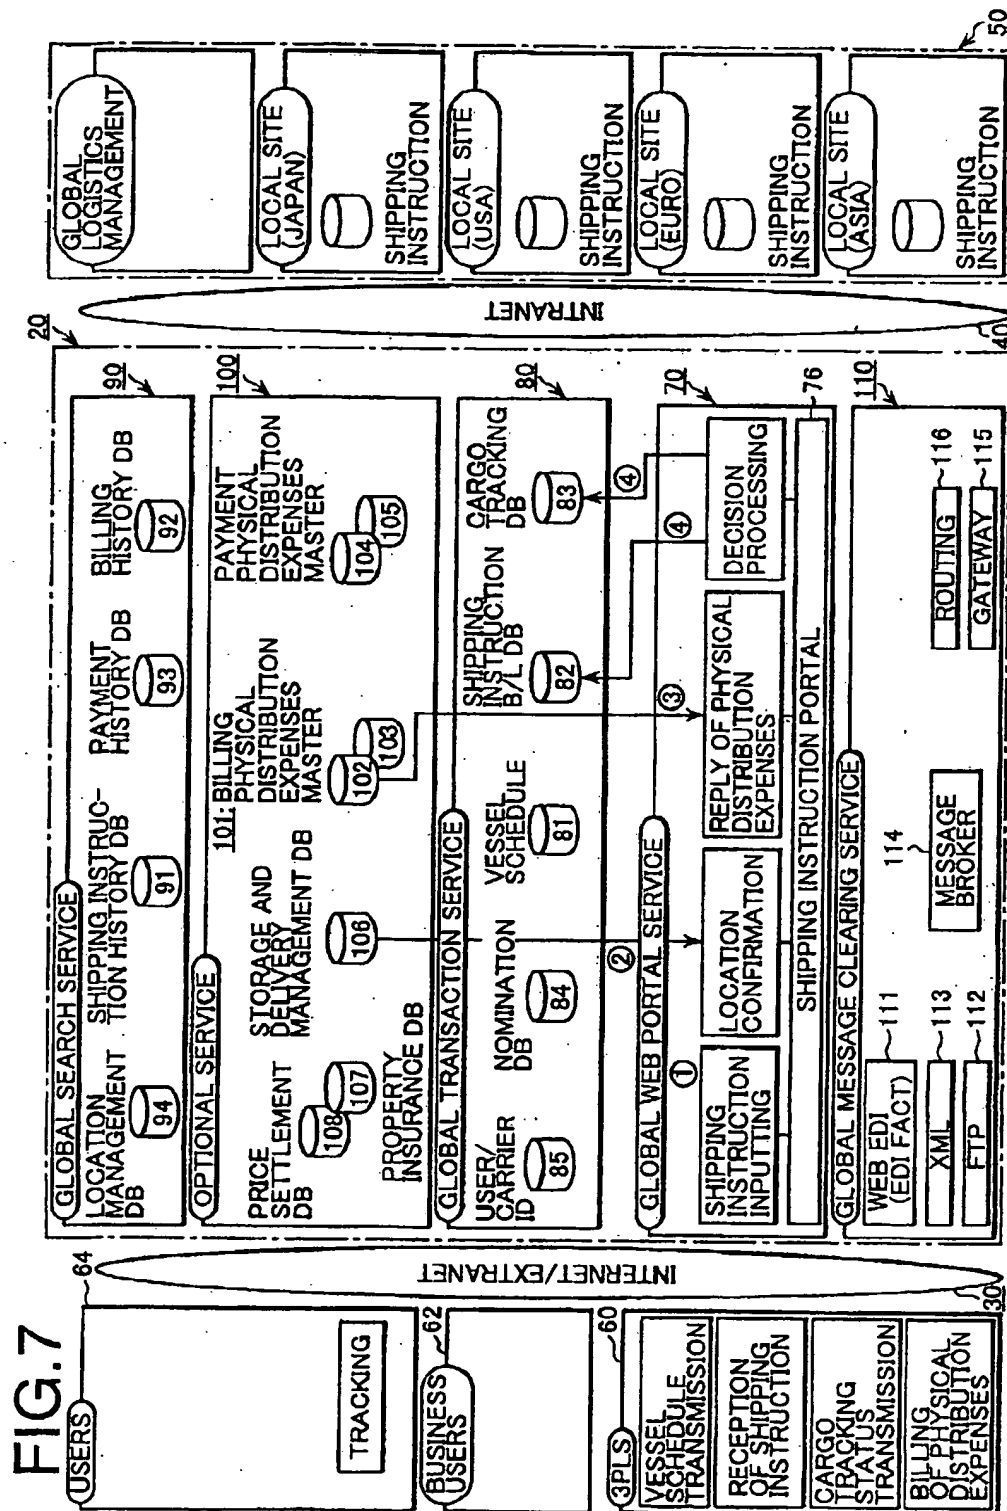 FIG.7
USERS
64
TRACKING
BUSINESS
USERS
62
3PLS
60
VESSEL
SCHEDULE
TRANSMISSION
RECEPTION
OF SHIPPING
INSTRUCTION
CARGO
TRACKING
STATUS
TRANSMISSION
BILLING
OF PHYSICAL
DISTRIBUTION
EXPENSES
INTERNET/EXTRANET
30
20
GLOBAL SEARCH SERVICE
90
LOCATION
MANAGEMENT
DB
94
SHIPPING INSTRUC-
TION HISTORY DB
91
PAYMENT
HISTORY DB
93
BILLING
HISTORY DB
92
OPTIONAL SERVICE
100
PRICE
SETTLEMENT
DB
108
107
PROPERTY
INSURANCE DB
STORAGE AND
DELIVERY
MANAGEMENT DB
106
101: BILLING
PHYSICAL
DISTRIBUTION
EXPENSES
MASTER
102
103
PAYMENT
PHYSICAL
DISTRIBUTION
EXPENSES
MASTER
104
105
GLOBAL TRANSACTION SERVICE
80
USER/
CARRIER
ID
85
NOMINATION
DB
84
VESSEL
SCHEDULE
81
SHIPPING
INSTRUCTION
B/L DB
82
CARGO
TRACKING
DB
83
GLOBAL WEB PORTAL SERVICE
70
①
②
③
④
④
SHIPPING
INSTRUCTION
INPUTTING
LOCATION
CONFIRMATION
REPLY OF PHYSICAL
DISTRIBUTION
EXPENSES
DECISION
PROCESSING
SHIPPING INSTRUCTION PORTAL
76
GLOBAL MESSAGE CLEARING SERVICE
110
WEB EDI
(EDI FACT)
111
XML
113
FTP
112
MESSAGE
BROKER
114
ROUTING
116
GATEWAY
115
INTRANET
40
GLOBAL
LOGISTICS
MANAGEMENT
LOCAL SITE
(JAPAN)
SHIPPING
INSTRUCTION
LOCAL SITE
(USA)
SHIPPING
INSTRUCTION
LOCAL SITE
(EURO)
SHIPPING
INSTRUCTION
LOCAL SITE
(ASIA)
SHIPPING
INSTRUCTION
50